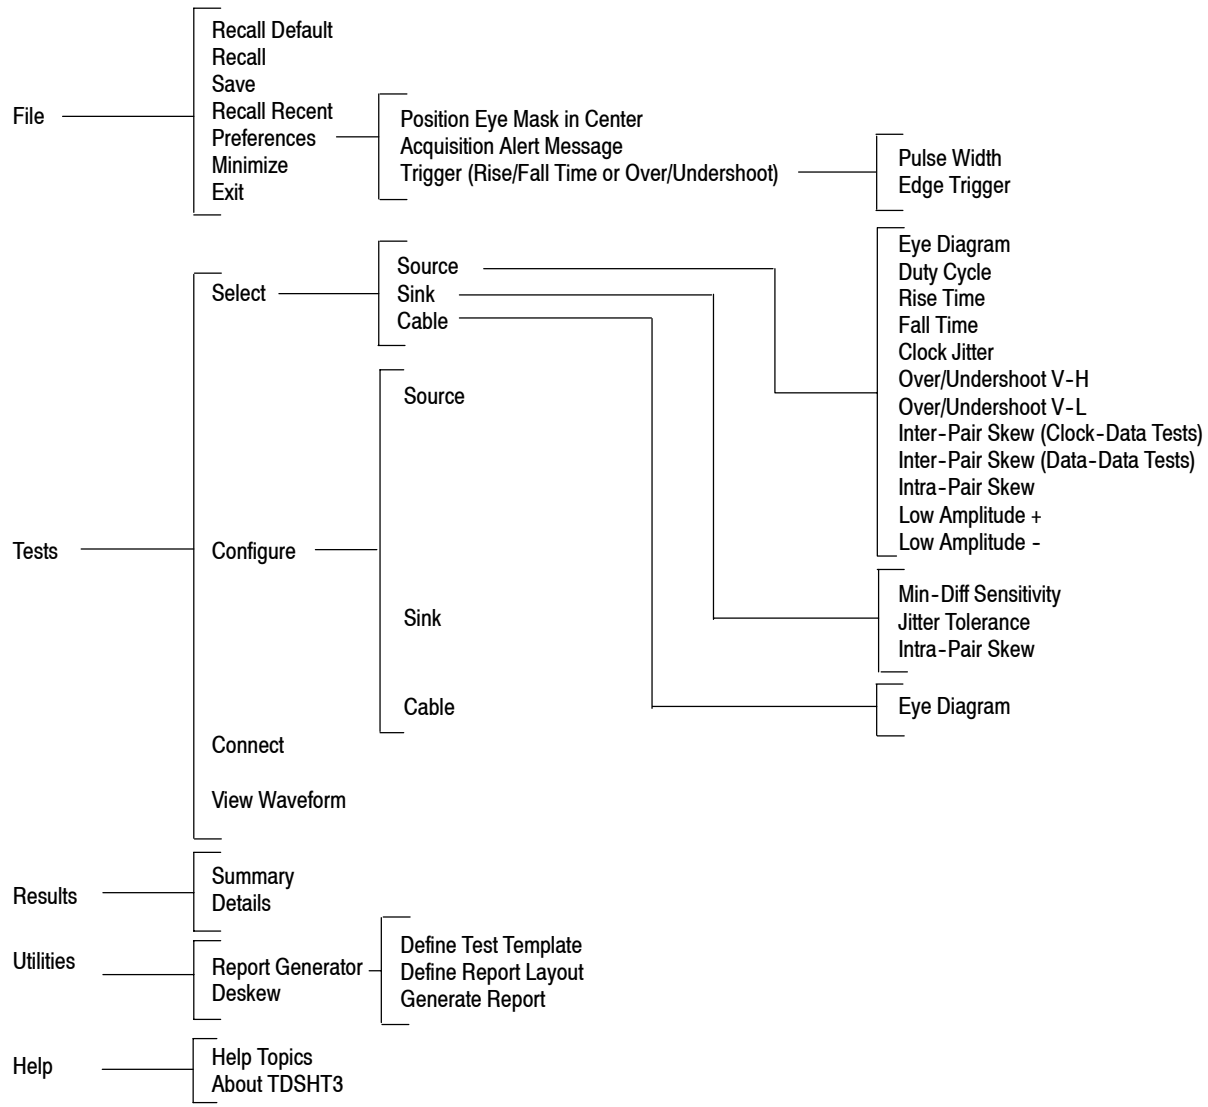 File
Recall Default
Recall
Save
Recall Recent
Preferences
Minimize
Exit
Position Eye Mask in Center
Acquisition Alert Message
Trigger (Rise/Fall Time or Over/Undershoot)
Pulse Width
Edge Trigger
Tests
Select
Source
Sink
Cable
Eye Diagram
Duty Cycle
Rise Time
Fall Time
Clock Jitter
Over/Undershoot V-H
Over/Undershoot V-L
Inter-Pair Skew (Clock-Data Tests)
Inter-Pair Skew (Data-Data Tests)
Intra-Pair Skew
Low Amplitude +
Low Amplitude -
Min-Diff Sensitivity
Jitter Tolerance
Intra-Pair Skew
Eye Diagram
Configure
Source
Sink
Cable
Connect
View Waveform
Results
Summary
Details
Utilities
Report Generator
Deskew
Define Test Template
Define Report Layout
Generate Report
Help
Help Topics
About TDSHT3